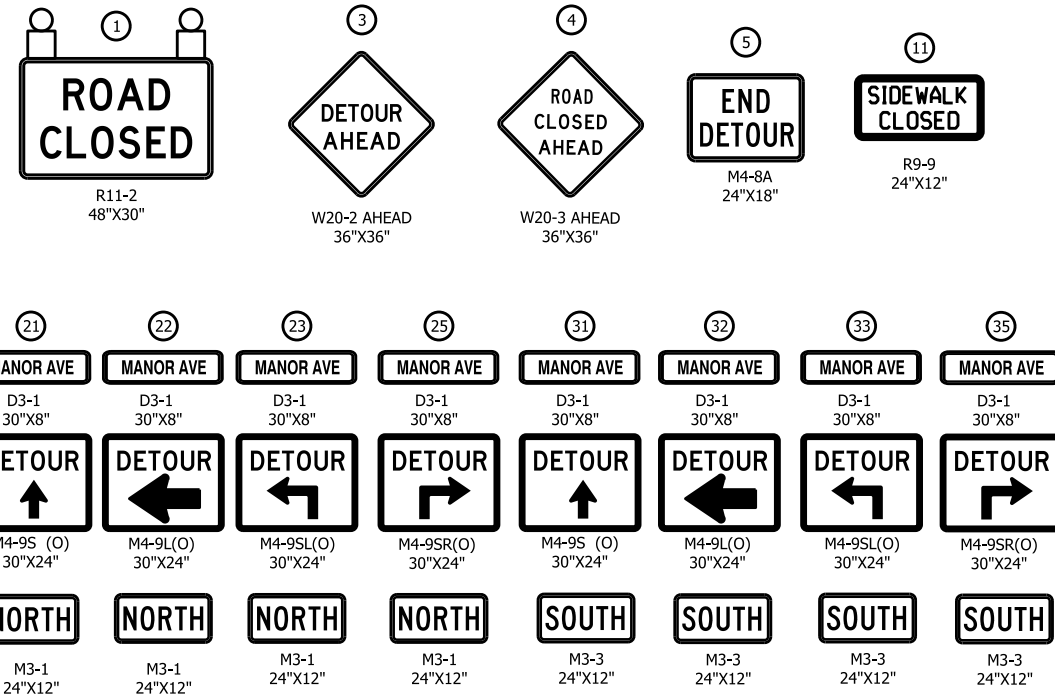 1
3
4
5
11
ROAD
CLOSED
DETOUR
AHEAD
ROAD
CLOSED
AHEAD
END
DETOUR
SIDEWALK
CLOSED
R11-2
48"X30"
W20-2 AHEAD
36"X36"
W20-3 AHEAD
36"X36"
M4-8A
24"X18"
R9-9
24"X12"
21 22 23 25 31 32 33 35
ANOR AVE MANOR AVE MANOR AVE MANOR AVE MANOR AVE MANOR AVE MANOR AVE MANOR AVE
D3-1 D3-1 D3-1 D3-1 D3-1 D3-1 D3-1 D3-1
30"X8" 30"X8" 30"X8" 30"X8" 30"X8" 30"X8" 30"X8" 30"X8"
ETOUR DETOUR DETOUR DETOUR DETOUR DETOUR DETOUR DETOUR
M4-9S (O) M4-9L(O) M4-9SL(O) M4-9SR(O) M4-9S (O) M4-9L(O) M4-9SL(O) M4-9SR(O)
30"X24" 30"X24" 30"X24" 30"X24" 30"X24" 30"X24" 30"X24" 30"X24"
NORTH NORTH NORTH NORTH SOUTH SOUTH SOUTH SOUTH
M3-1 M3-1 M3-1 M3-1 M3-3 M3-3 M3-3 M3-3
24"X12" 24"X12" 24"X12" 24"X12" 24"X12" 24"X12" 24"X12" 24"X12"